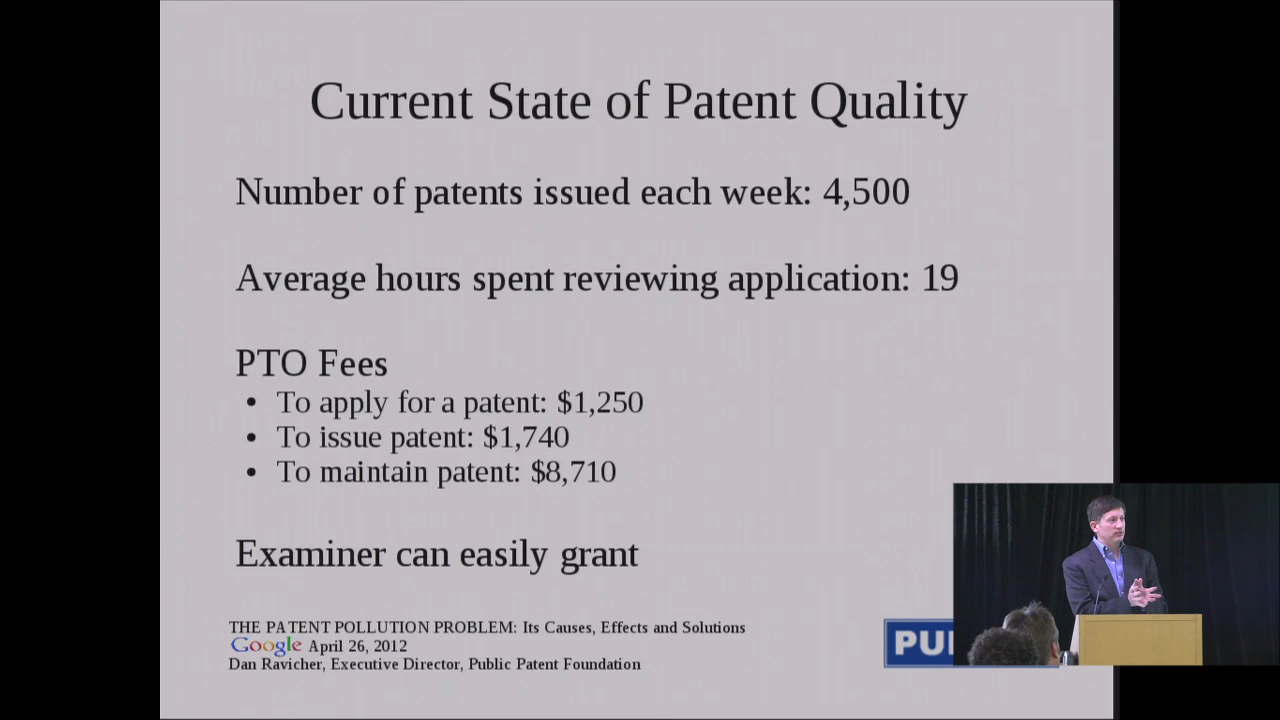 Current State of Patent Quality
Number of patents issued each week: 4,500
Average hours spent reviewing application: 19
PTO Fees
• To apply for a patent: $1,250
• To issue patent: $1,740
• To maintain patent: $8,710
Examiner can easily grant
THE PATENT POLLUTION PROBLEM: Its Causes, Effects and Solutions
Google April 26, 2012
Dan Ravicher, Executive Director, Public Patent Foundation